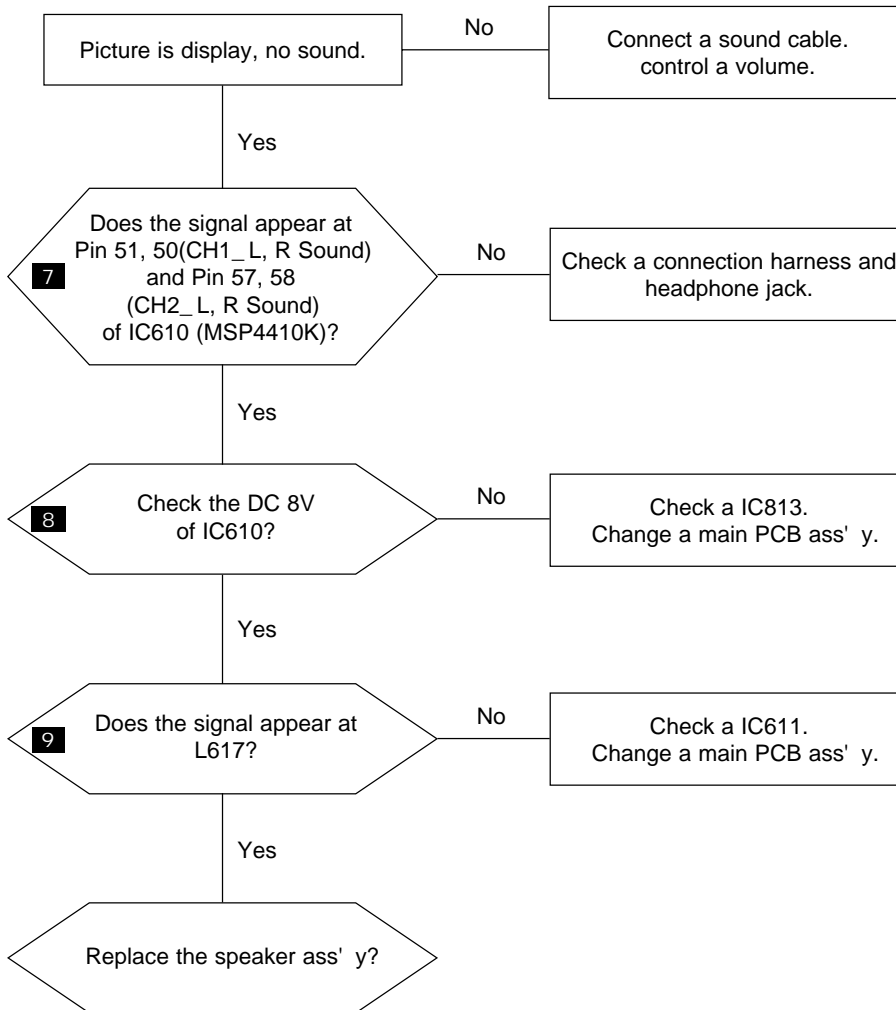 Picture is display, no sound.
No
Connect a sound cable.
control a volume.
Yes
Does the signal appear at
Pin 51, 50(CH1_ L, R Sound)
and Pin 57, 58
(CH2_ L, R Sound)
of IC610 (MSP4410K)?
7
No
Check a connection harness and
headphone jack.
Yes
Check the DC 8V
of IC610?
8
No
Check a IC813.
Change a main PCB ass' y.
Yes
Does the signal appear at
L617?
9
No
Check a IC611.
Change a main PCB ass' y.
Yes
Replace the speaker ass' y?